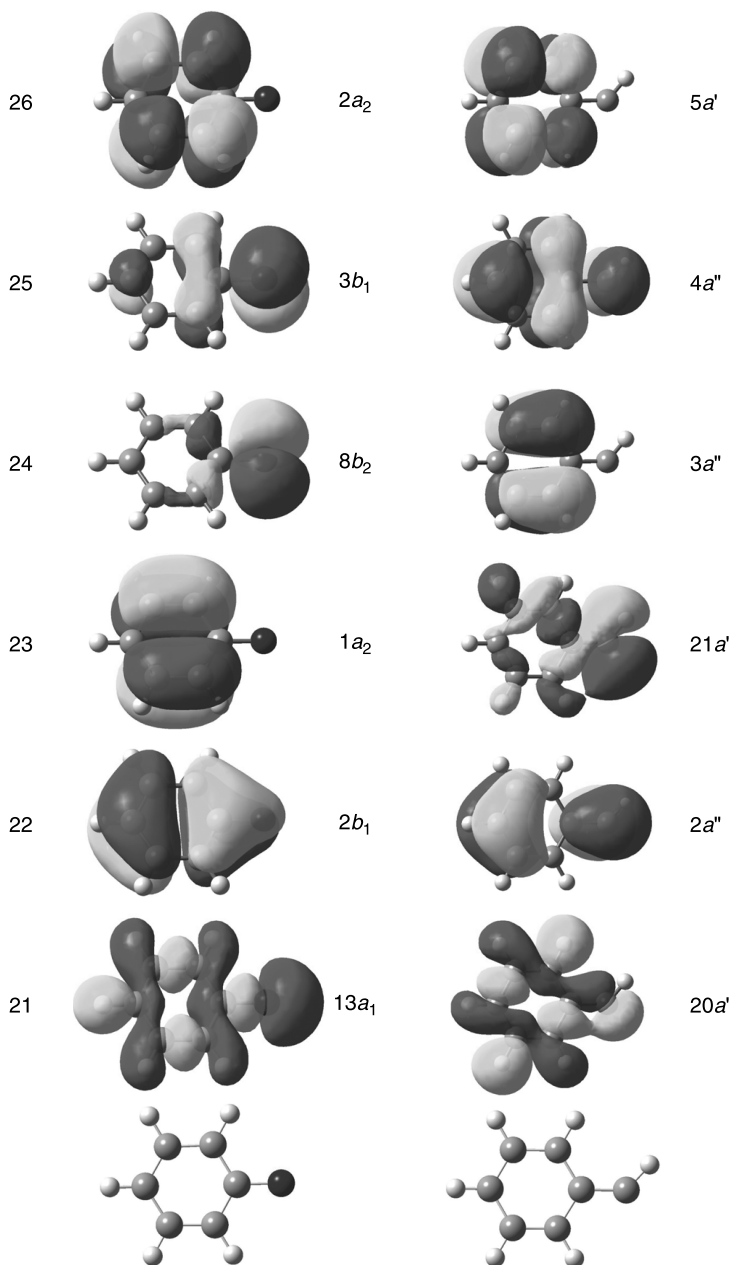 26 2a₂ 5a'
25 3b₁ 4a"
24 8b₂ 3a"
23 1a₂ 21a'
22 2b₁ 2a"
21 13a₁ 20a'